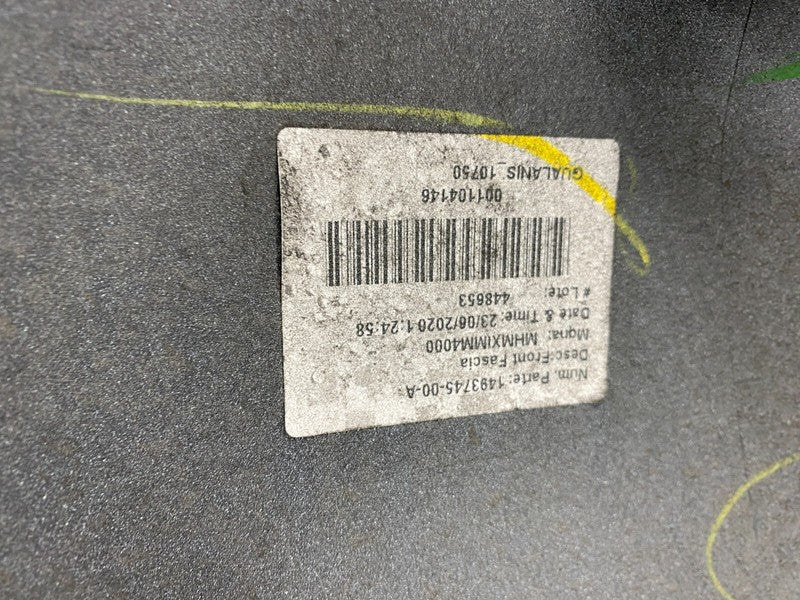 Num. Parte: 1493745-00-A
Desc:Front Fascia
Mqna: MHMXIMM4000
Date & Time: 23/06/2020 1:24:58
# Lote: 448653
001104146
GUALANIS_10750